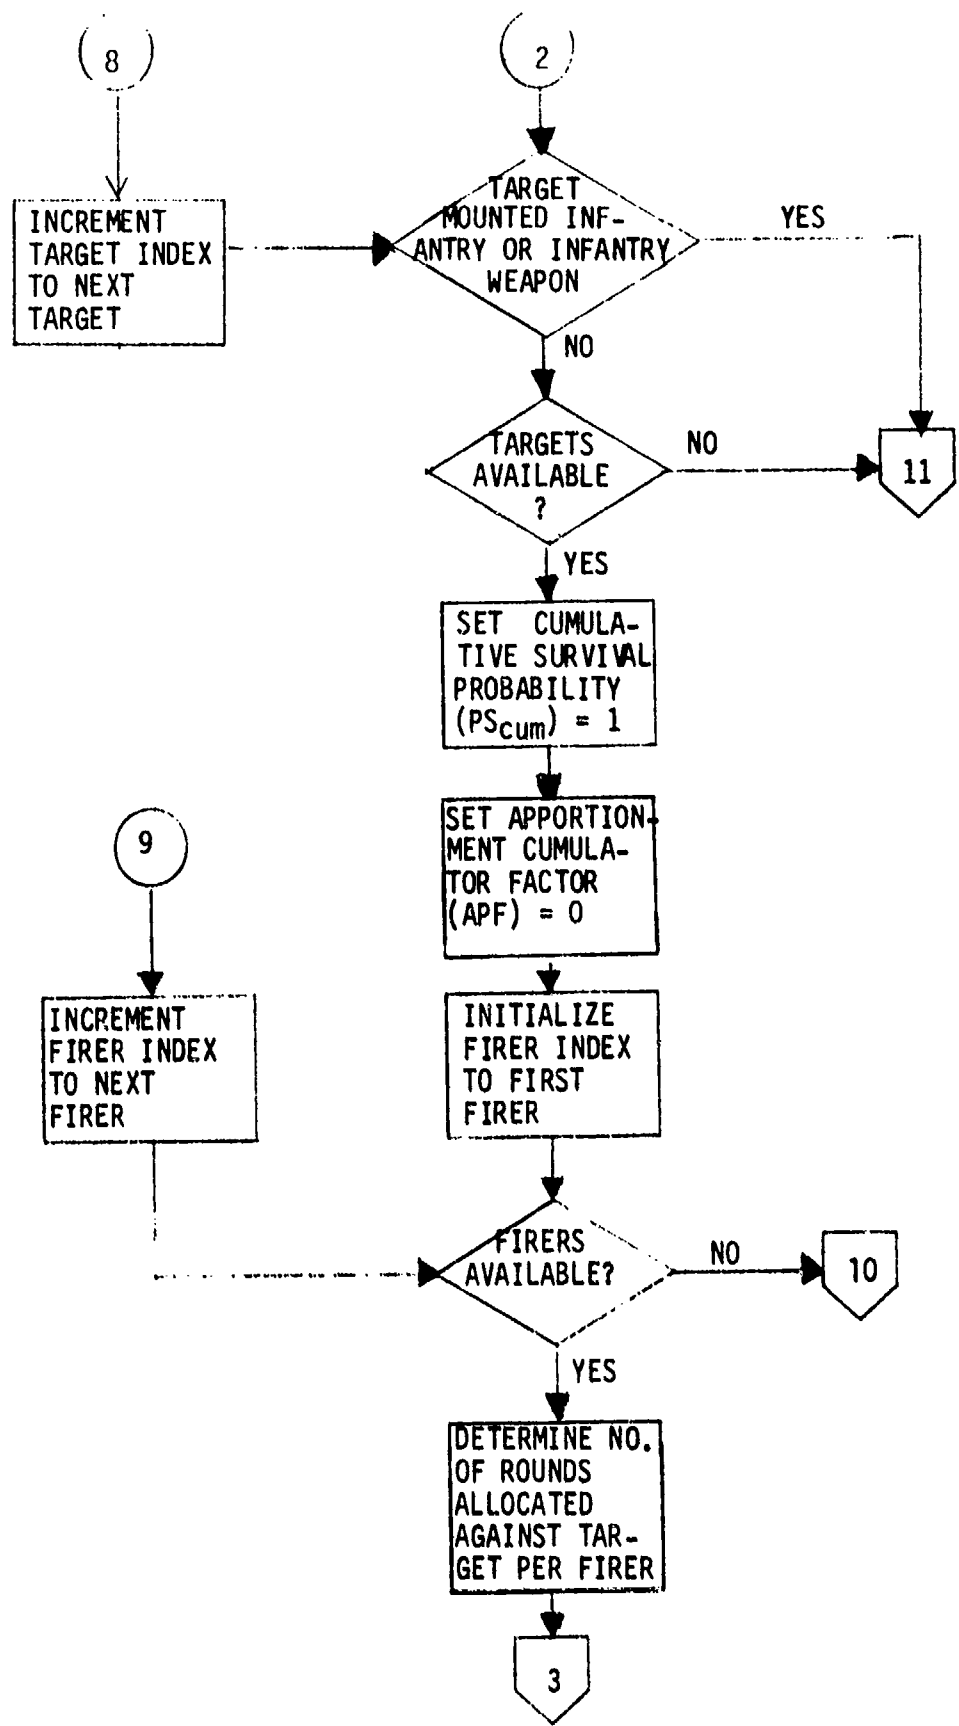 8
2
INCREMENT
TARGET INDEX
TO NEXT
TARGET
TARGET
MOUNTED INF-
ANTRY OR INFANTRY
WEAPON
YES
NO
TARGETS
AVAILABLE
?
NO
11
YES
SET CUMULA-
TIVE SURVIVAL
PROBABILITY
(PScum) = 1
SET APPORTION-
MENT CUMULA-
TOR FACTOR
(APF) = 0
9
INCREMENT
FIRER INDEX
TO NEXT
FIRER
INITIALIZE
FIRER INDEX
TO FIRST
FIRER
FIRERS
AVAILABLE?
NO
10
YES
DETERMINE NO.
OF ROUNDS
ALLOCATED
AGAINST TAR-
GET PER FIRER
3